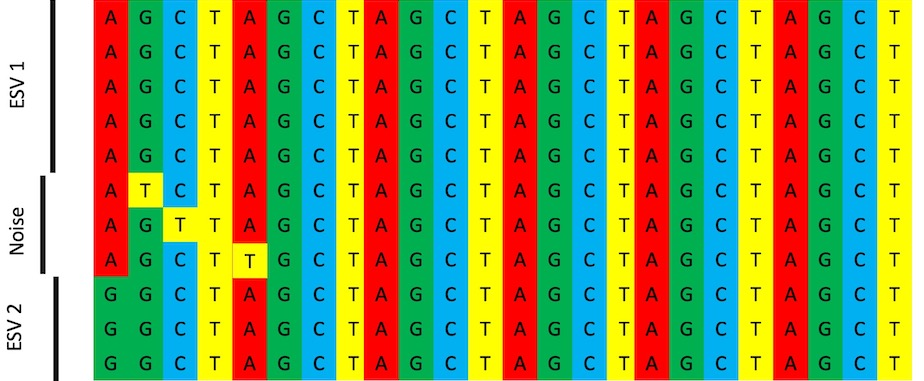 ESV 1
A G C T A G C T A G C T A G C T A G C T A G C T
A G C T A G C T A G C T A G C T A G C T A G C T
A G C T A G C T A G C T A G C T A G C T A G C T
A G C T A G C T A G C T A G C T A G C T A G C T
A G C T A G C T A G C T A G C T A G C T A G C T
Noise
A T C T A G C T A G C T A G C T A G C T A G C T
A G T T A G C T A G C T A G C T A G C T A G C T
A G C T T G C T A G C T A G C T A G C T A G C T
ESV 2
G G C T A G C T A G C T A G C T A G C T A G C T
G G C T A G C T A G C T A G C T A G C T A G C T
G G C T A G C T A G C T A G C T A G C T A G C T